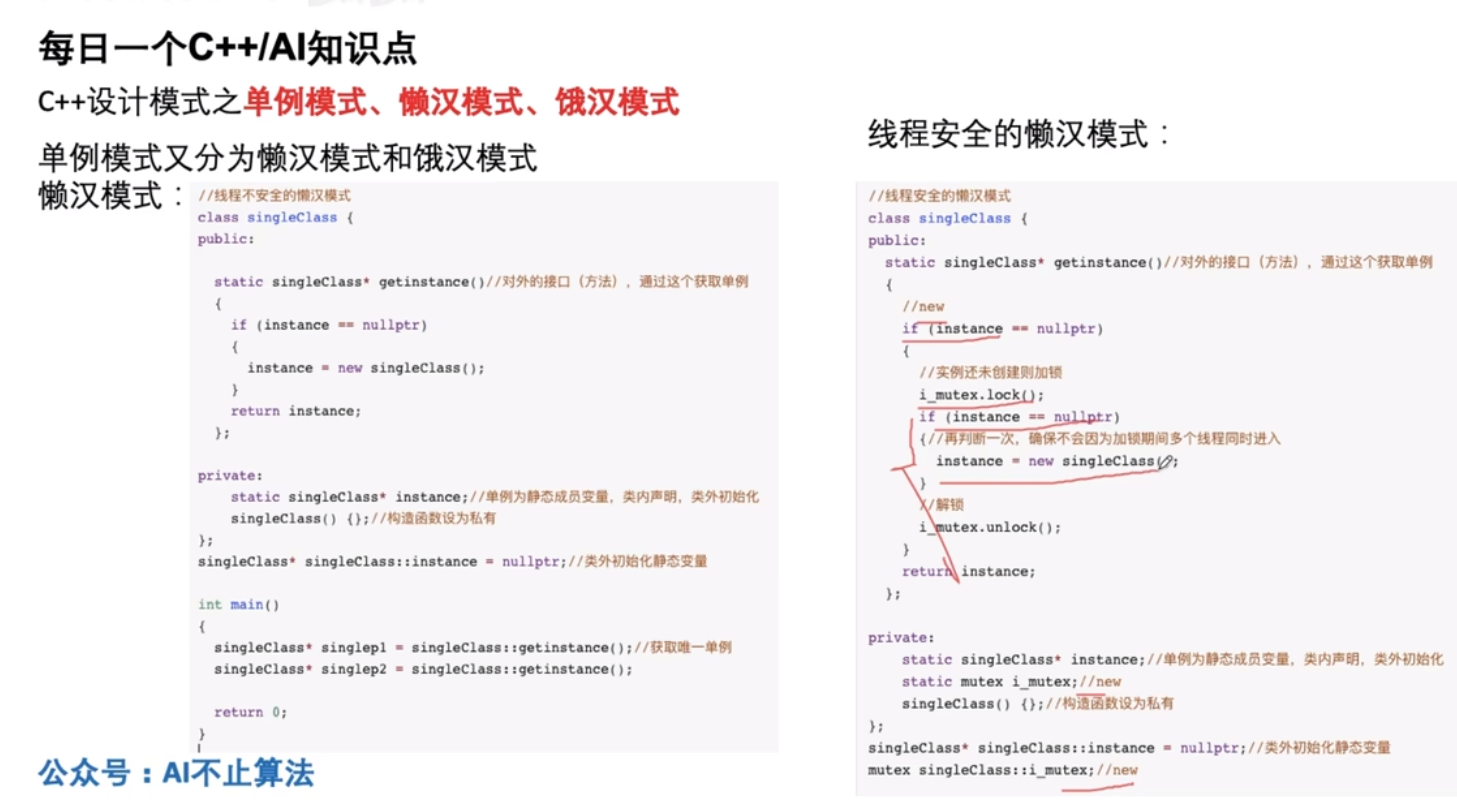 每日一个C++/AI知识点
C++设计模式之单例模式、懒汉模式、饿汉模式
单例模式又分为懒汉模式和饿汉模式
懒汉模式：
//线程不安全的懒汉模式
class singleClass {
public:
static singleClass* getinstance()//对外的接口（方法），通过这个获取单例
{
if (instance == nullptr)
{
instance = new singleClass();
}
return instance;
};
private:
static singleClass* instance;//单例为静态成员变量，类内声明，类外初始化
singleClass() {};//构造函数设为私有
};
singleClass* singleClass::instance = nullptr;//类外初始化静态变量
int main()
{
singleClass* singlep1 = singleClass::getinstance();//获取唯一单例
singleClass* singlep2 = singleClass::getinstance();
return 0;
}
公众号：AI不止算法
线程安全的懒汉模式：
//线程安全的懒汉模式
class singleClass {
public:
static singleClass* getinstance()//对外的接口（方法），通过这个获取单例
{
//new
if (instance == nullptr)
{
//实例还未创建则加锁
i_mutex.lock();
if (instance == nullptr)
{//再判断一次，确保不会因为加锁期间多个线程同时进入
instance = new singleClass();
}
//解锁
i_mutex.unlock();
}
return instance;
};
private:
static singleClass* instance;//单例为静态成员变量，类内声明，类外初始化
static mutex i_mutex;//new
singleClass() {};//构造函数设为私有
};
singleClass* singleClass::instance = nullptr;//类外初始化静态变量
mutex singleClass::i_mutex;//new